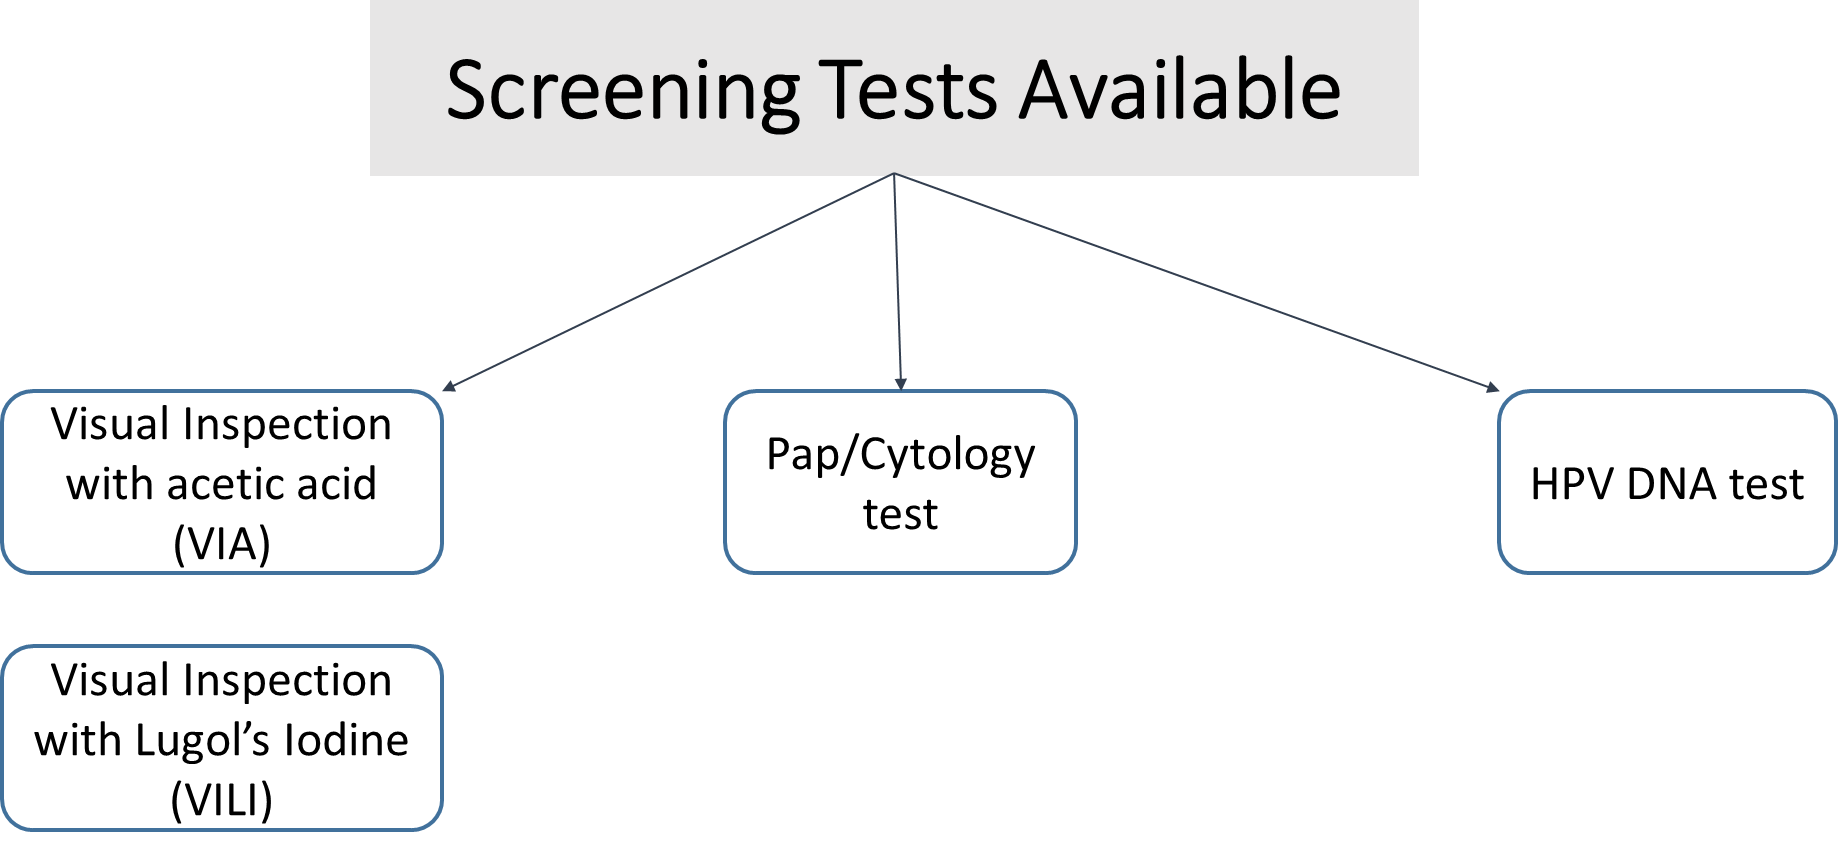 Screening Tests Available
Visual Inspection
with acetic acid
(VIA)
Pap/Cytology
test
HPV DNA test
Visual Inspection
with Lugol’s Iodine
(VILI)